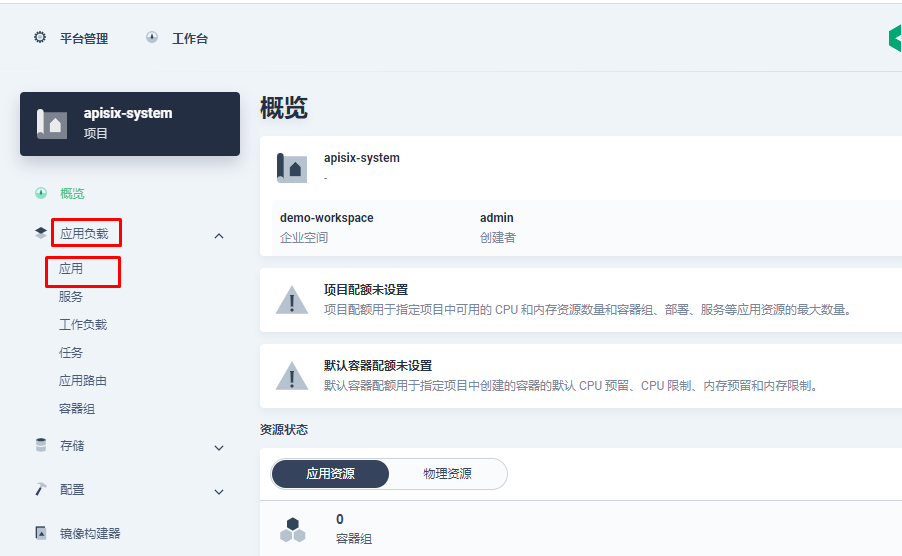 平台管理 工作台
apisix-system
项目
概览
应用负载
应用
服务
工作负载
任务
应用路由
容器组
存储
配置
镜像构建器
概览
apisix-system
-
demo-workspace admin
企业空间 创建者
项目配额未设置
项目配额用于指定项目中可用的 CPU 和内存资源数量和容器组、部署、服务等应用资源的最大数量。
默认容器配额未设置
默认容器配额用于指定项目中创建的容器的默认 CPU 预留、CPU 限制、内存预留和内存限制。
资源状态
应用资源 物理资源
0
容器组